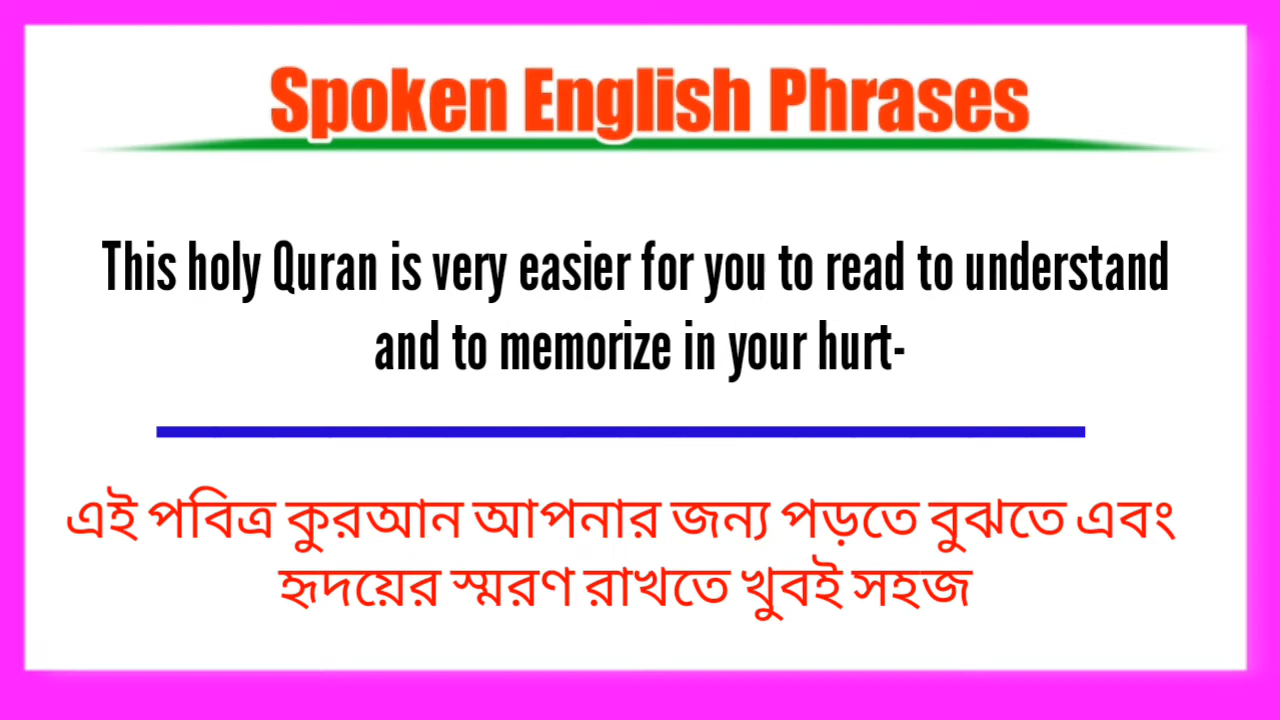 Spoken English Phrases
This holy Quran is very easier for you to read to understand
and to memorize in your hurt-
এই পবিত্র কুরআন আপনার জন্য পড়তে বুঝতে এবং
হৃদয়ের স্মরণ রাখতে খুবই সহজ